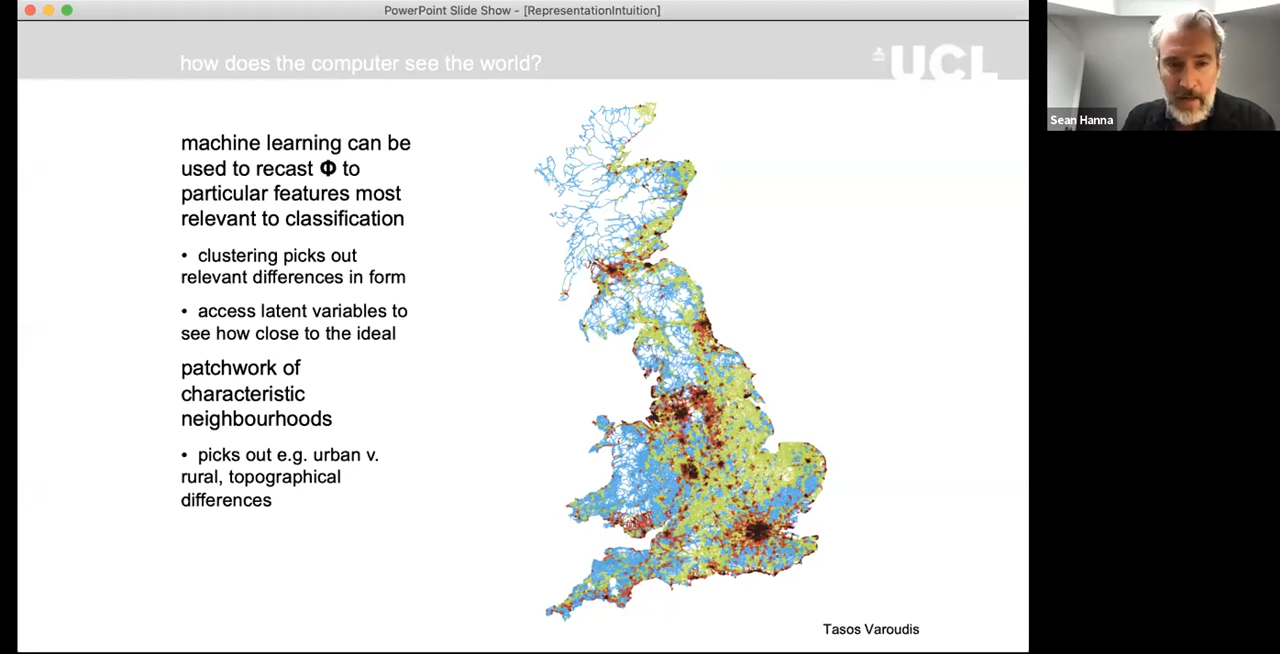 PowerPoint Slide Show - [RepresentationIntuition]
how does the computer see the world?
UCL
Sean Hanna
machine learning can be
used to recast Φ to
particular features most
relevant to classification
• clustering picks out
relevant differences in form
• access latent variables to
see how close to the ideal
patchwork of
characteristic
neighbourhoods
• picks out e.g. urban v.
rural, topographical
differences
Tasos Varoudis